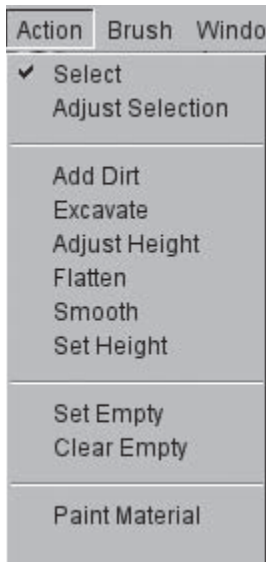 Action Brush Windo
Select
Adjust Selection
Add Dirt
Excavate
Adjust Height
Flatten
Smooth
Set Height
Set Empty
Clear Empty
Paint Material